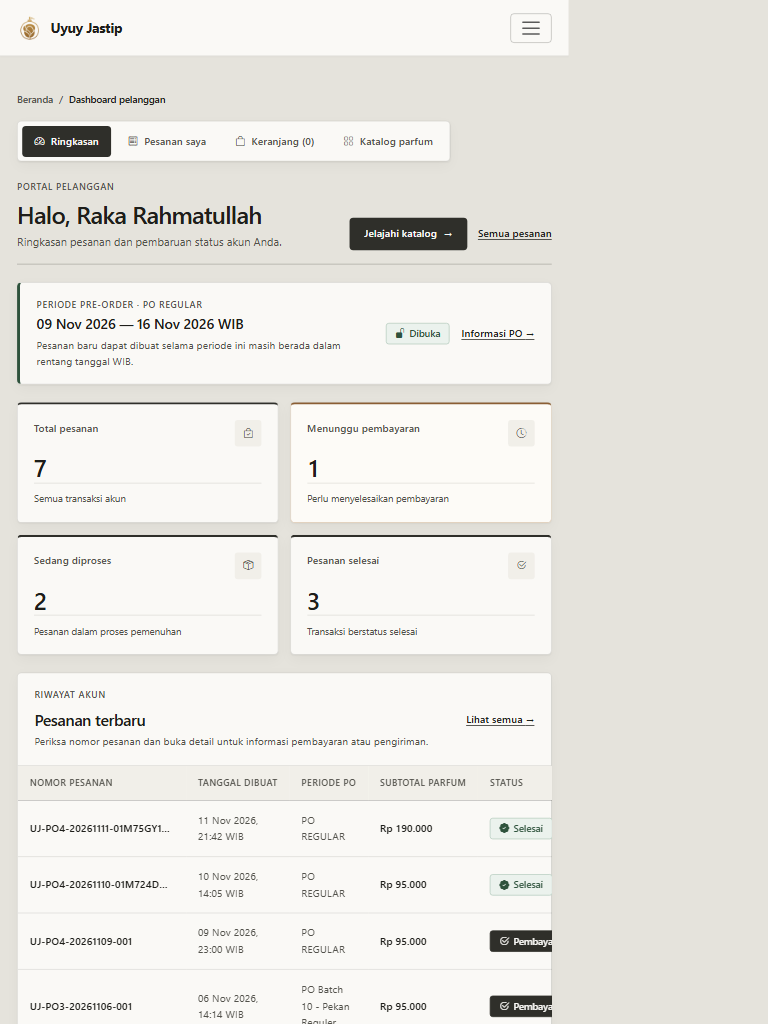 Uyuy Jastip
Beranda / Dashboard pelanggan
Ringkasan Pesanan saya Keranjang (0) Katalog parfum
PORTAL PELANGGAN
Halo, Raka Rahmatullah
Ringkasan pesanan dan pembaruan status akun Anda.
Jelajahi katalog → Semua pesanan
PERIODE PRE-ORDER · PO REGULAR
09 Nov 2026 — 16 Nov 2026 WIB
Pesanan baru dapat dibuat selama periode ini masih berada dalam
rentang tanggal WIB.
Dibuka Informasi PO →
Total pesanan
7
Semua transaksi akun
Menunggu pembayaran
1
Perlu menyelesaikan pembayaran
Sedang diproses
2
Pesanan dalam proses pemenuhan
Pesanan selesai
3
Transaksi berstatus selesai
RIWAYAT AKUN
Pesanan terbaru
Lihat semua →
Periksa nomor pesanan dan buka detail untuk informasi pembayaran atau pengiriman.
NOMOR PESANAN TANGGAL DIBUAT PERIODE PO SUBTOTAL PARFUM STATUS
UJ-PO4-20261111-01M75GY1... 11 Nov 2026, 21:42 WIB PO REGULAR Rp 190.000 Selesai
UJ-PO4-20261110-01M724D... 10 Nov 2026, 14:05 WIB PO REGULAR Rp 95.000 Selesai
UJ-PO4-20261109-001 09 Nov 2026, 23:00 WIB PO REGULAR Rp 95.000 Pembaya
UJ-PO3-20261106-001 06 Nov 2026, 14:14 WIB PO Batch 10 - Pekan Reguler Rp 95.000 Pembaya